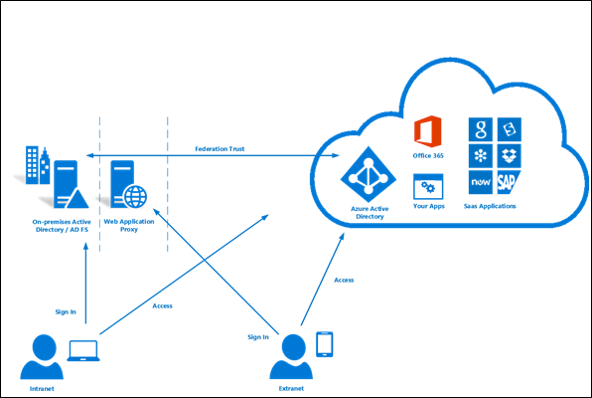 Federation Trust
Office 365
g
now
SAP
On-premises Active
Directory / AD FS
Web Application
Proxy
Azure Active
Directory
Your Apps
Saas Applications
Sign In
Access
Sign In
Access
Intranet
Extranet